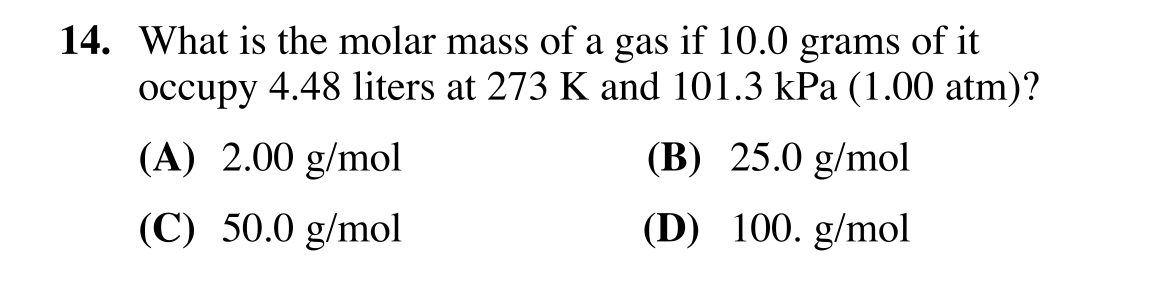 14. What is the molar mass of a gas if 10.0 grams of it
occupy 4.48 liters at 273 K and 101.3 kPa (1.00 atm)?
(A) 2.00 g/mol (B) 25.0 g/mol
(C) 50.0 g/mol (D) 100. g/mol